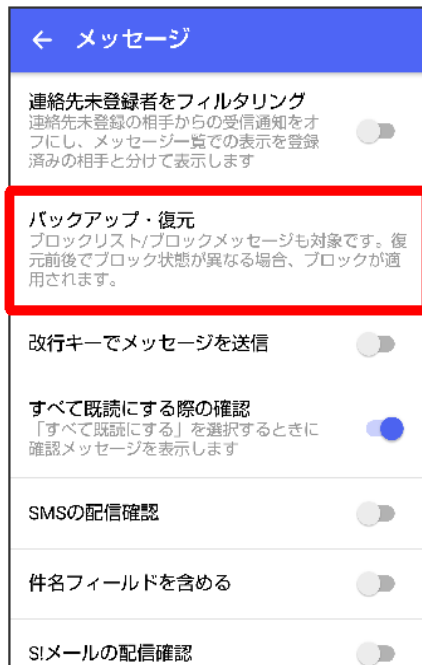 ← メッセージ
連絡先未登録者をフィルタリング
連絡先未登録の相手からの受信通知をオ
フにし、メッセージ一覧での表示を登録
済みの相手と分けて表示します
バックアップ・復元
ブロックリスト/ブロックメッセージも対象です。復
元前後でブロック状態が異なる場合、ブロックが適
用されます。
改行キーでメッセージを送信
すべて既読にする際の確認
「すべて既読にする」を選択するときに
確認メッセージを表示します
SMSの配信確認
件名フィールドを含める
S!メールの配信確認